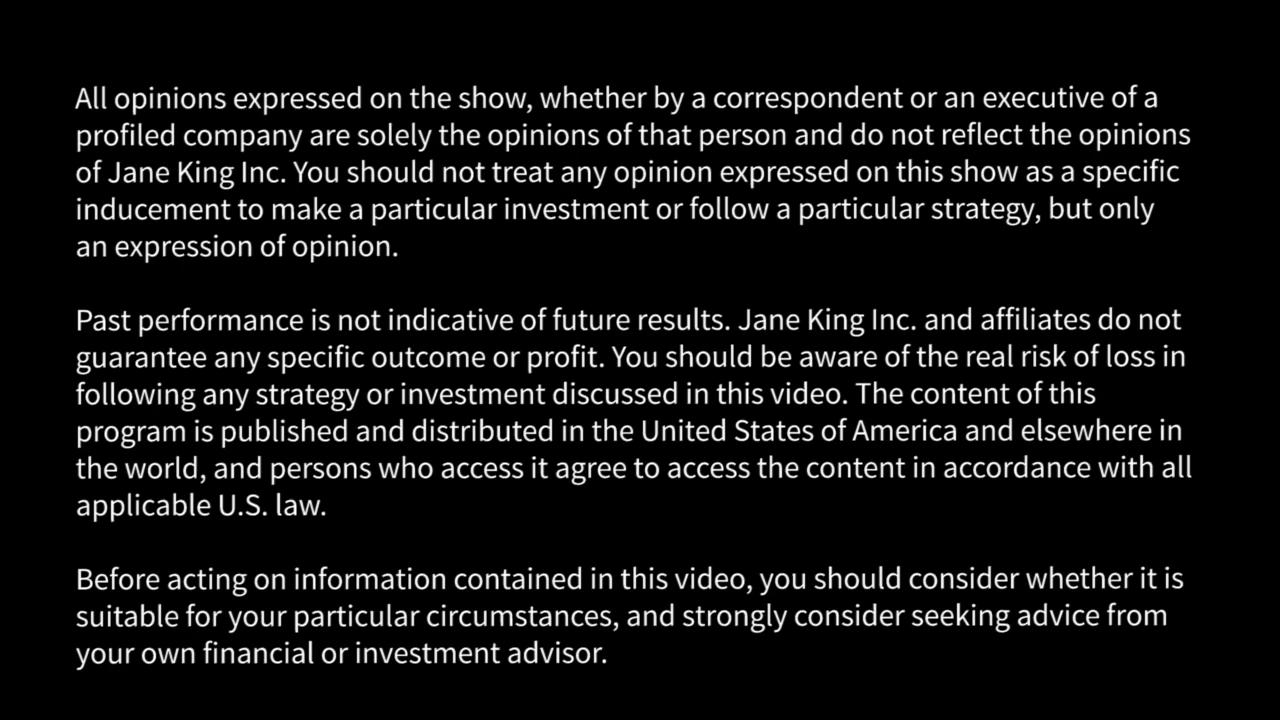 All opinions expressed on the show, whether by a correspondent or an executive of a
profiled company are solely the opinions of that person and do not reflect the opinions
of Jane King Inc. You should not treat any opinion expressed on this show as a specific
inducement to make a particular investment or follow a particular strategy, but only
an expression of opinion.
Past performance is not indicative of future results. Jane King Inc. and affiliates do not
guarantee any specific outcome or profit. You should be aware of the real risk of loss in
following any strategy or investment discussed in this video. The content of this
program is published and distributed in the United States of America and elsewhere in
the world, and persons who access it agree to access the content in accordance with all
applicable U.S. law.
Before acting on information contained in this video, you should consider whether it is
suitable for your particular circumstances, and strongly consider seeking advice from
your own financial or investment advisor.